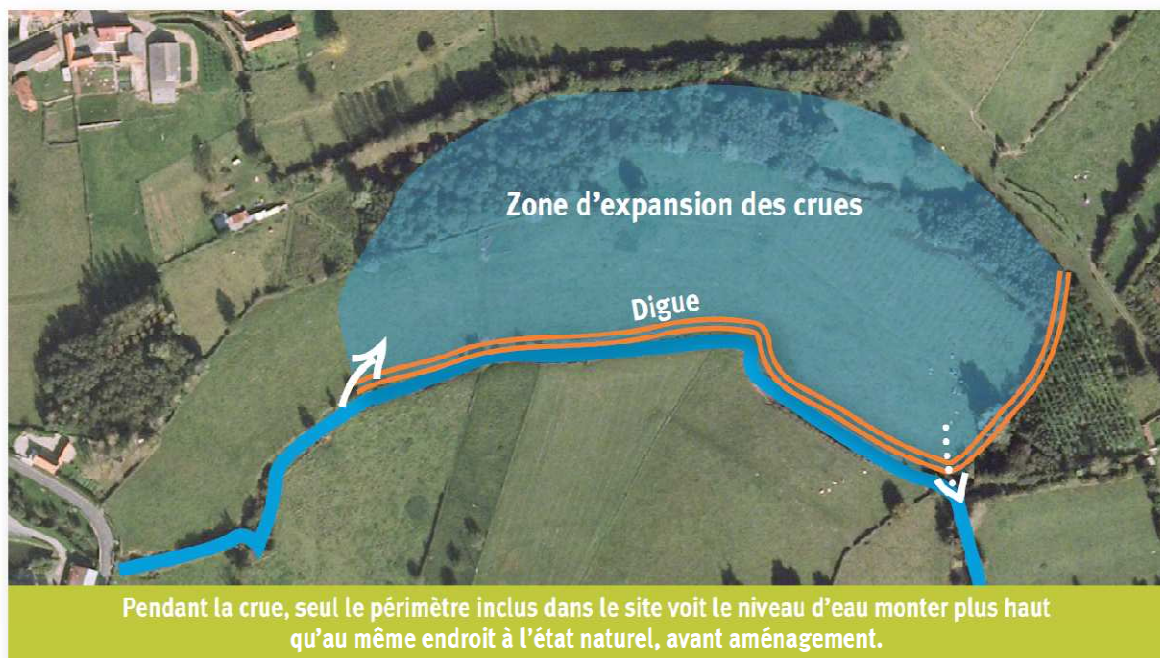 Zone d’expansion des crues
Digue
Pendant la crue, seul le périmètre inclus dans le site voit le niveau d’eau monter plus haut
qu’au même endroit à l’état naturel, avant aménagement.